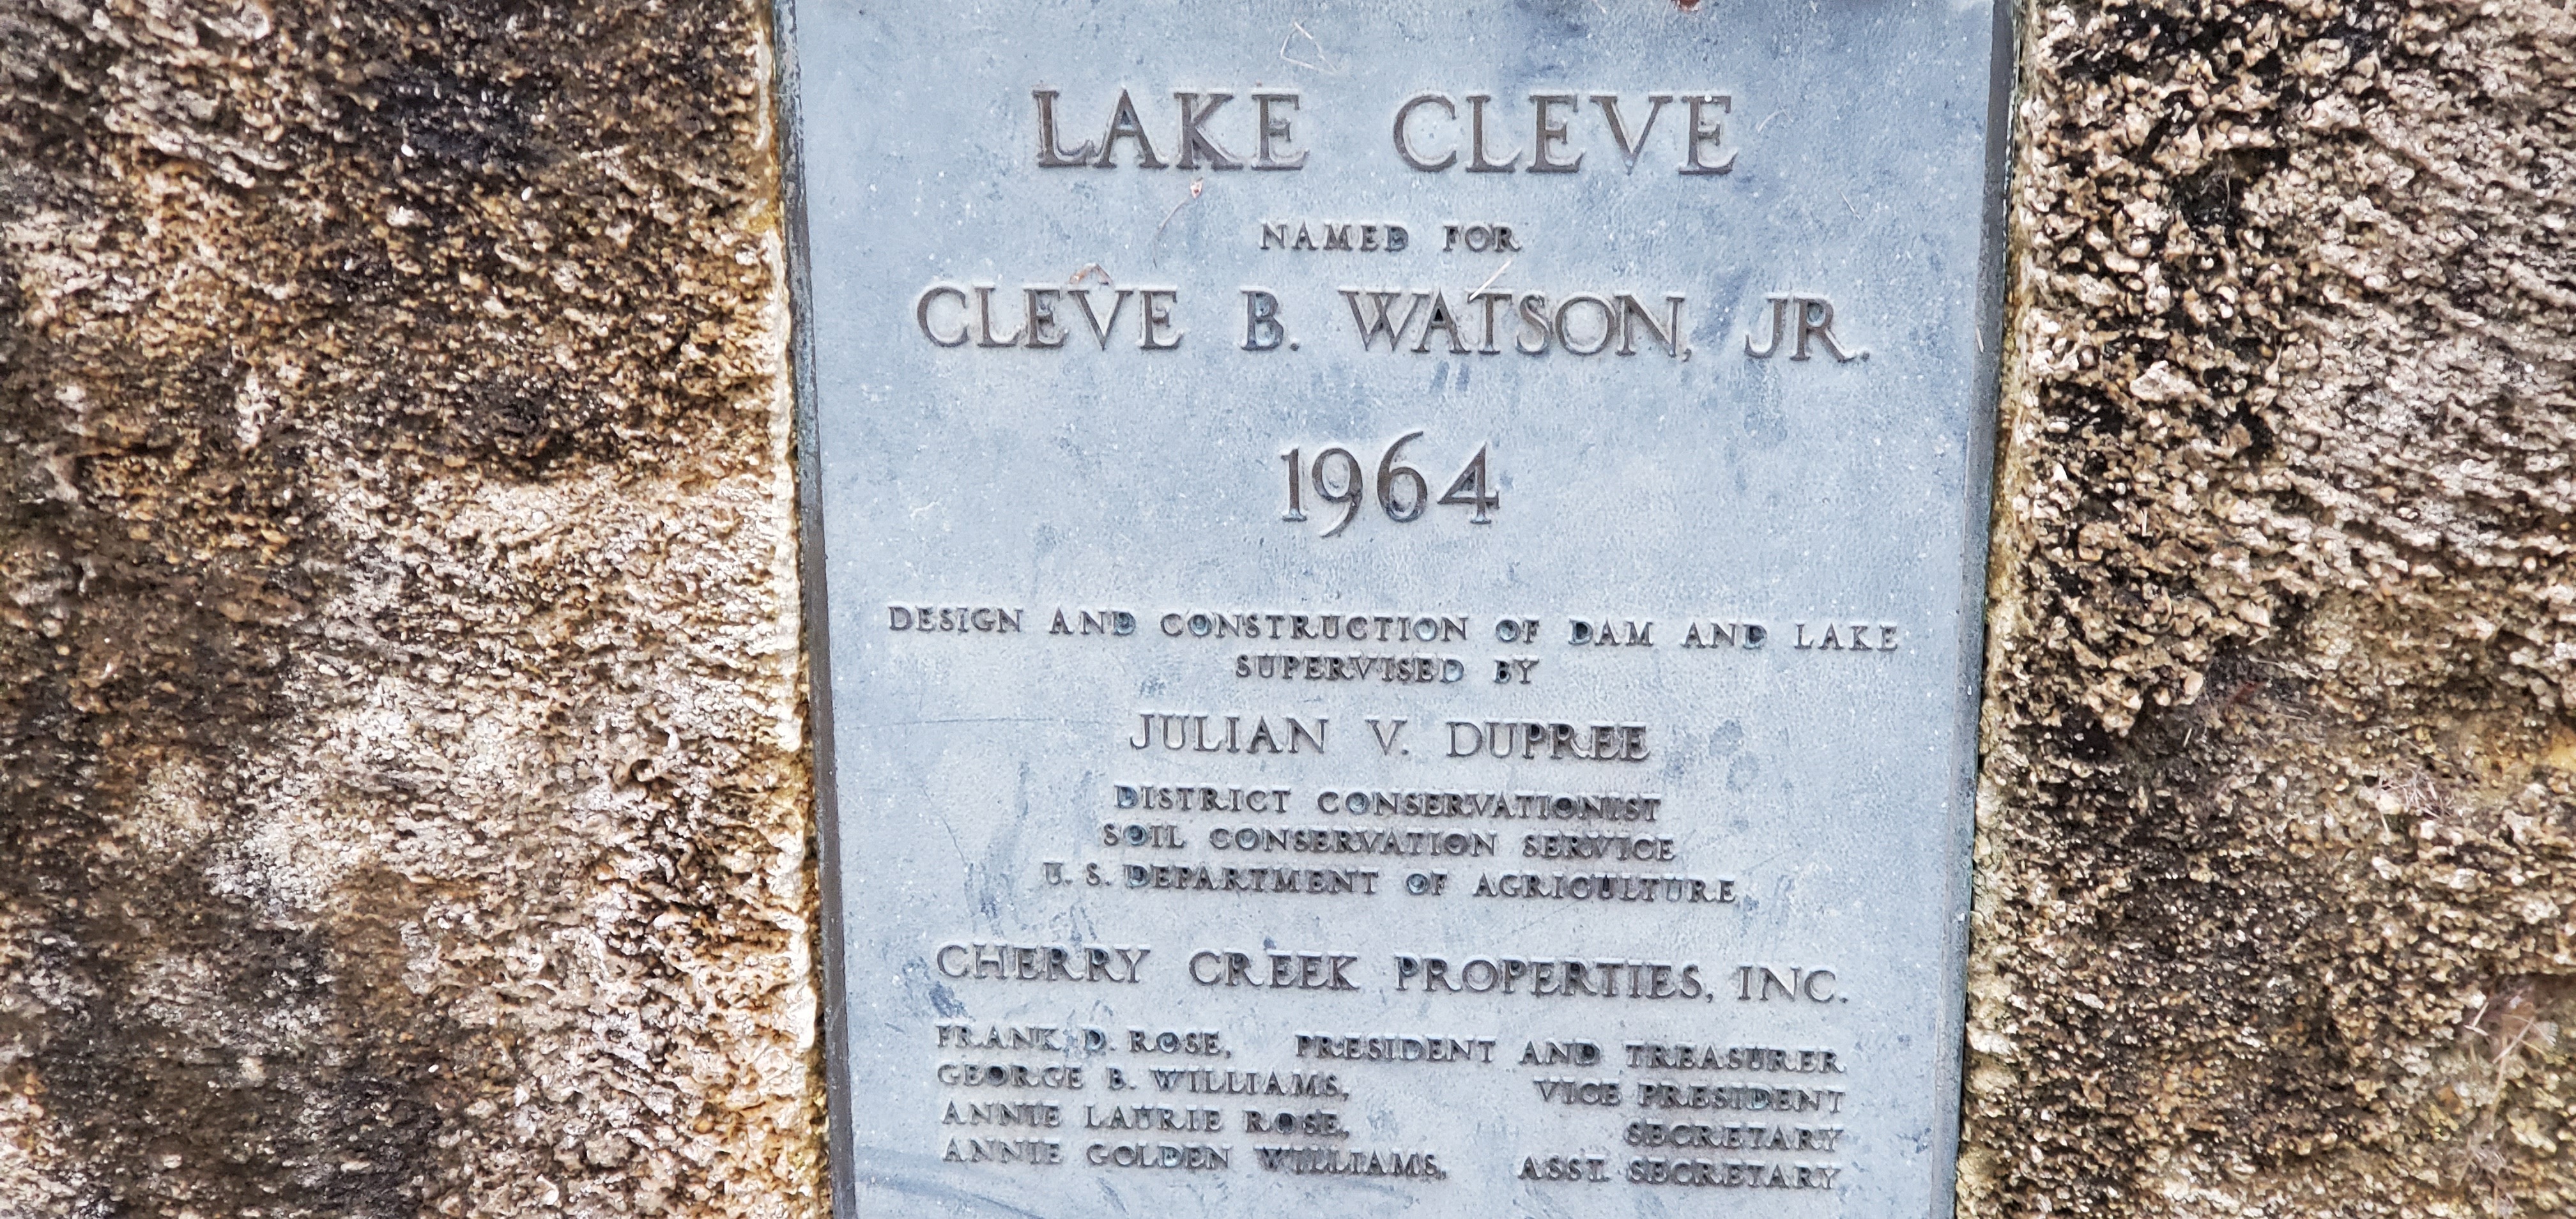 LAKE CLEVE
NAMED FOR
CLEVE B. WATSON, JR.
1964
DESIGN AND CONSTRUCTION OF DAM AND LAKE
SUPERVISED BY
JULIAN V. DUPREE
DISTRICT CONSERVATIONIST
SOIL CONSERVATION SERVICE
U. S. DEPARTMENT OF AGRICULTURE
CHERRY CREEK PROPERTIES, INC.
FRANK D. ROSE, PRESIDENT AND TREASURER
GEORGE B. WILLIAMS, VICE PRESIDENT
ANNIE LAURIE ROSE, SECRETARY
ANNIE GOLDEN WILLIAMS, ASST. SECRETARY